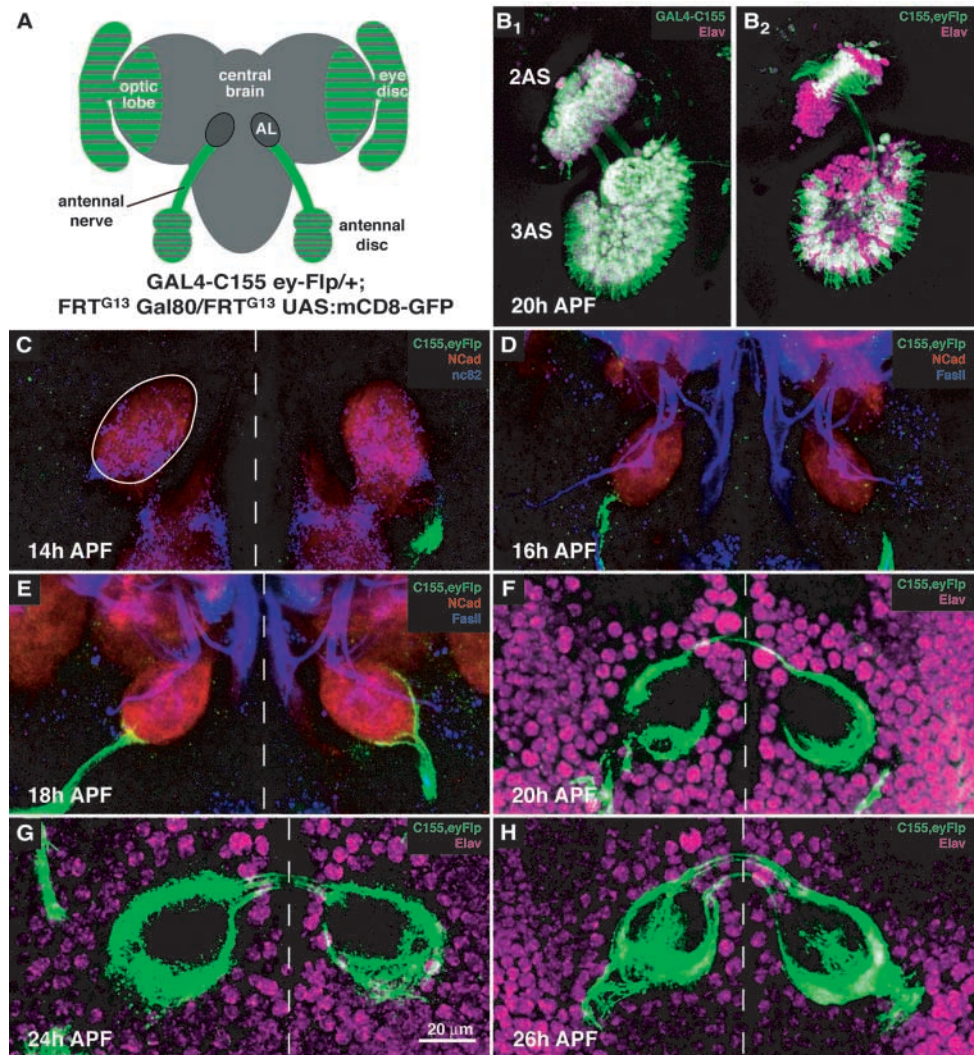 A
optic
lobe
central
brain
eye
disc
AL
antennal
nerve
antennal
disc
GAL4-C155 ey-Flp/+;
FRTᴳ¹³ Gal80/FRTᴳ¹³ UAS:mCD8-GFP
B₁
GAL4-C155
Elav
2AS
3AS
20h APF
B₂
C155,eyFlp
Elav
C
C155,eyFlp
NCad
nc82
14h APF
D
C155,eyFlp
NCad
FasII
16h APF
E
C155,eyFlp
NCad
FasII
18h APF
F
C155,eyFlp
Elav
20h APF
G
C155,eyFlp
Elav
24h APF
20 µm
H
C155,eyFlp
Elav
26h APF